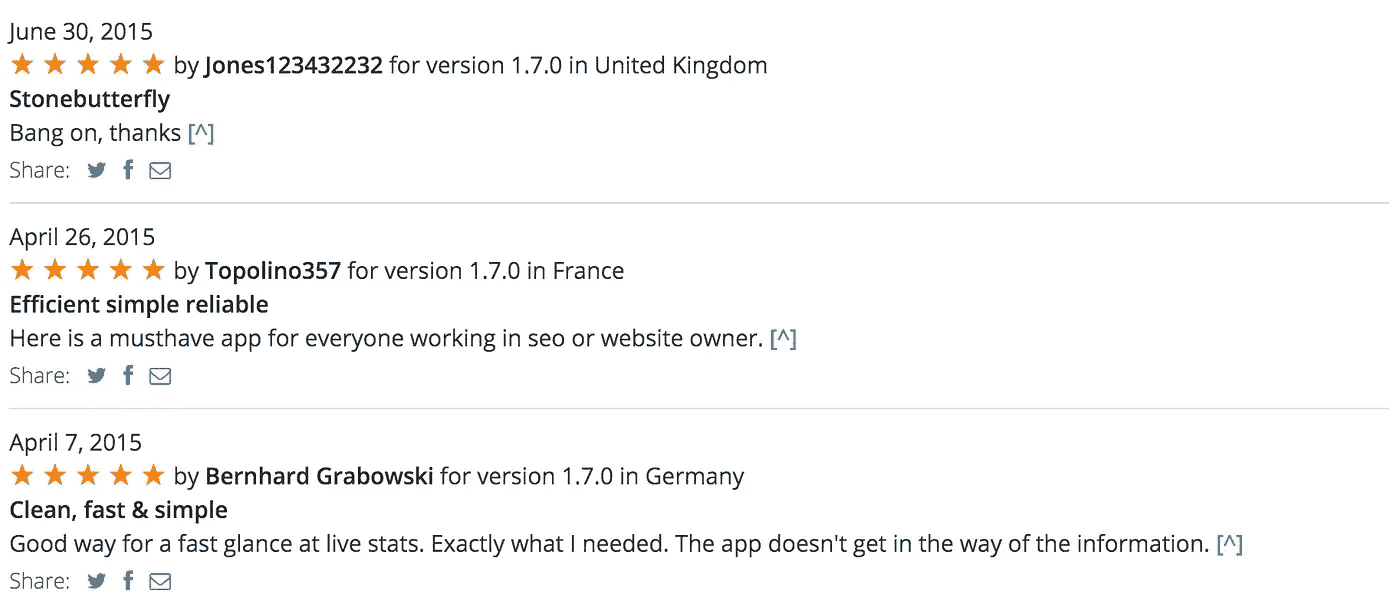 June 30, 2015
by Jones123432232 for version 1.7.0 in United Kingdom
Stonebutterfly
Bang on, thanks [^]
Share:
April 26, 2015
by Topolino357 for version 1.7.0 in France
Efficient simple reliable
Here is a musthave app for everyone working in seo or website owner. [^]
Share:
April 7, 2015
by Bernhard Grabowski for version 1.7.0 in Germany
Clean, fast & simple
Good way for a fast glance at live stats. Exactly what I needed. The app doesn't get in the way of the information. [^]
Share: